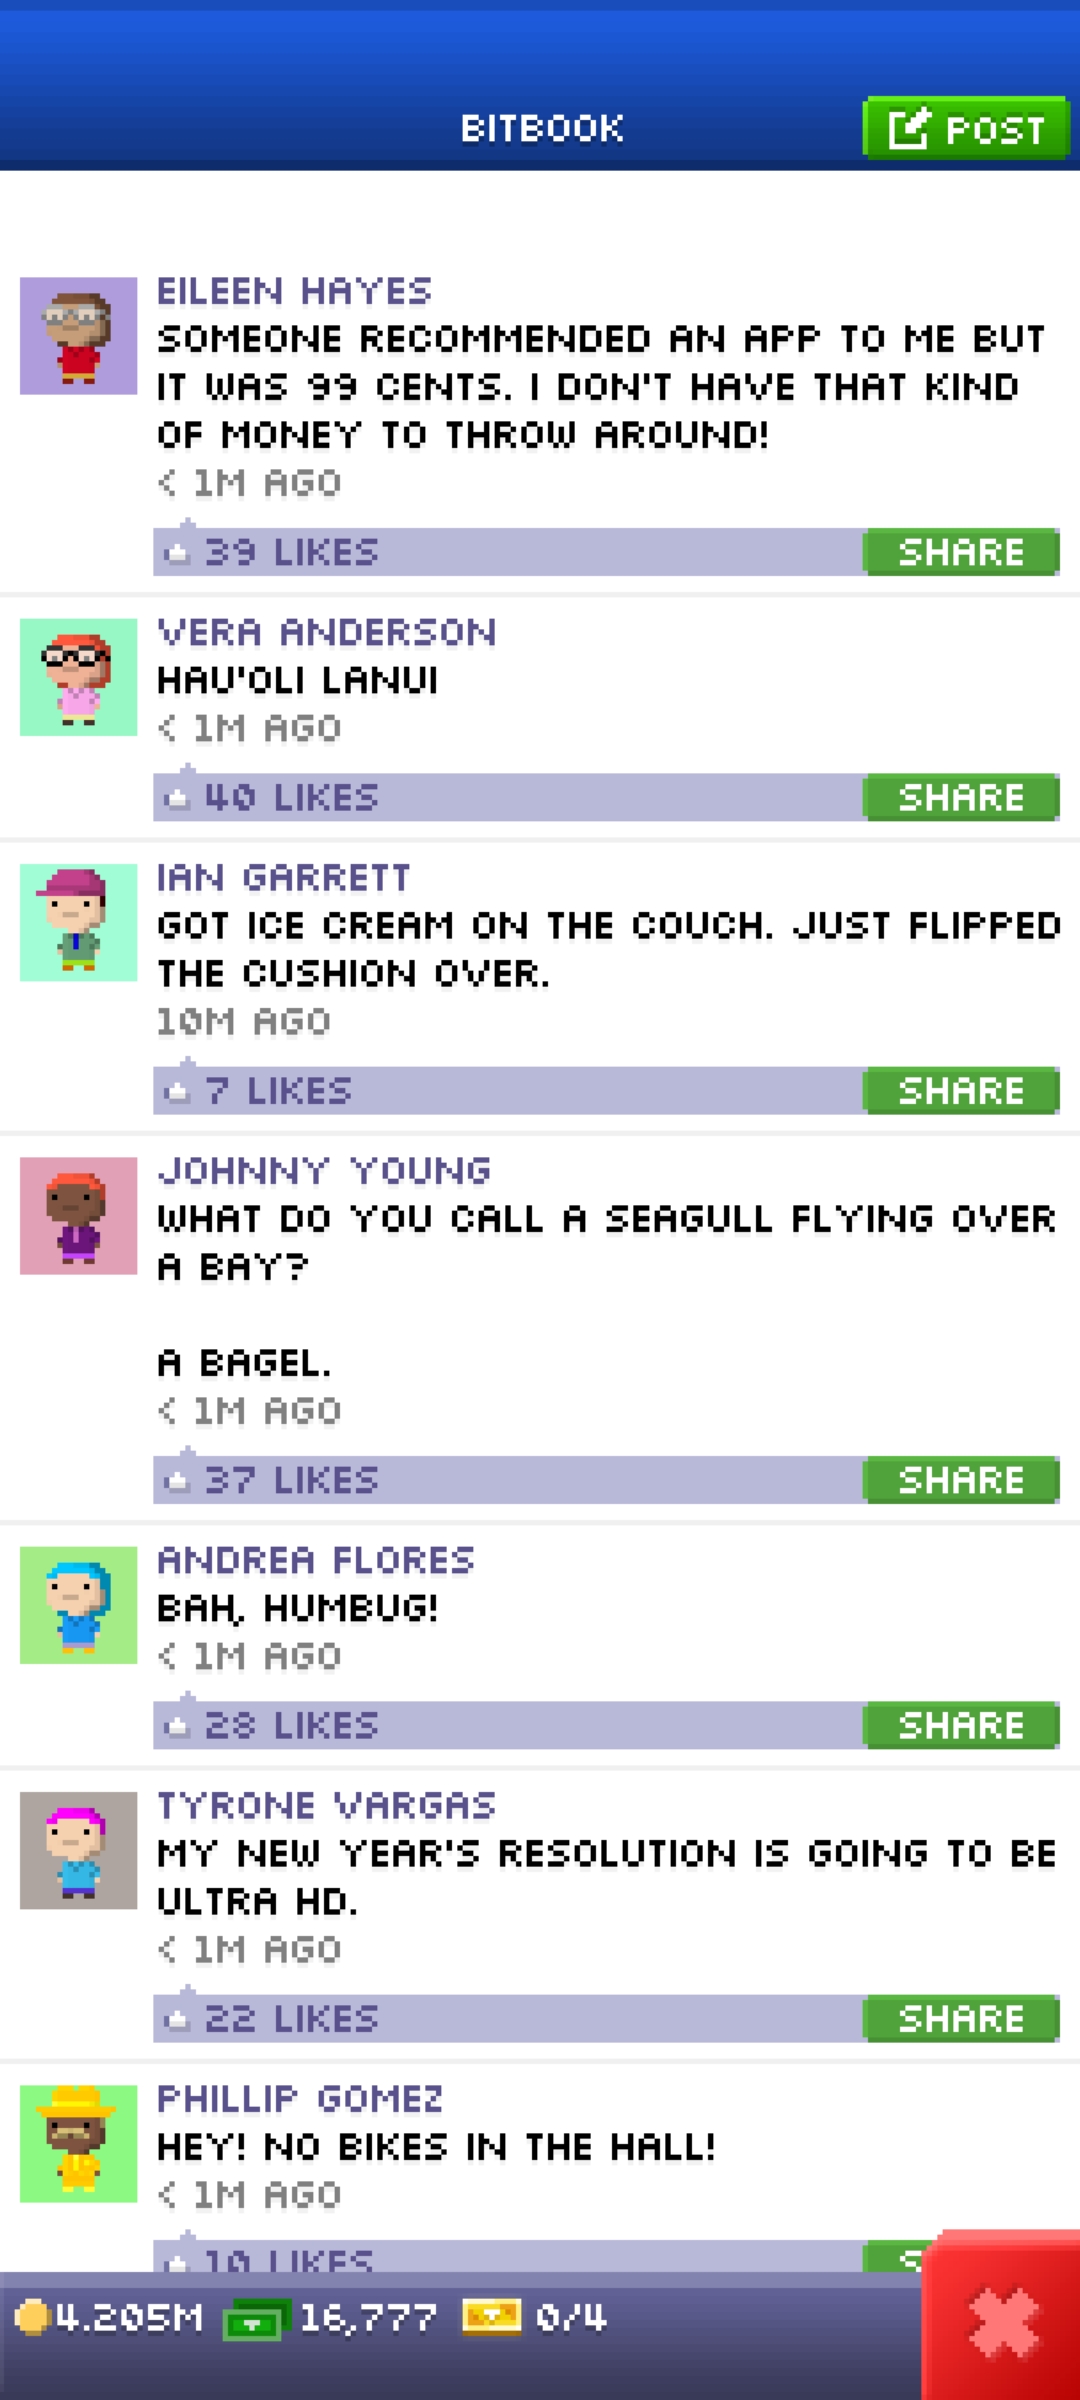 BITBOOK
POST
EILEEN HAYES
SOMEONE RECOMMENDED AN APP TO ME BUT
IT WAS 99 CENTS. I DON'T HAVE THAT KIND
OF MONEY TO THROW AROUND!
< 1M AGO
39 LIKES
SHARE
VERA ANDERSON
HAU'OLI LANUI
< 1M AGO
40 LIKES
SHARE
IAN GARRETT
GOT ICE CREAM ON THE COUCH. JUST FLIPPED
THE CUSHION OVER.
10M AGO
7 LIKES
SHARE
JOHNNY YOUNG
WHAT DO YOU CALL A SEAGULL FLYING OVER
A BAY?
A BAGEL.
< 1M AGO
37 LIKES
SHARE
ANDREA FLORES
BAH, HUMBUG!
< 1M AGO
28 LIKES
SHARE
TYRONE VARGAS
MY NEW YEAR'S RESOLUTION IS GOING TO BE
ULTRA HD.
< 1M AGO
22 LIKES
SHARE
PHILLIP GOMEZ
HEY! NO BIKES IN THE HALL!
< 1M AGO
10 LIKES
4.205M
16,777
0/4